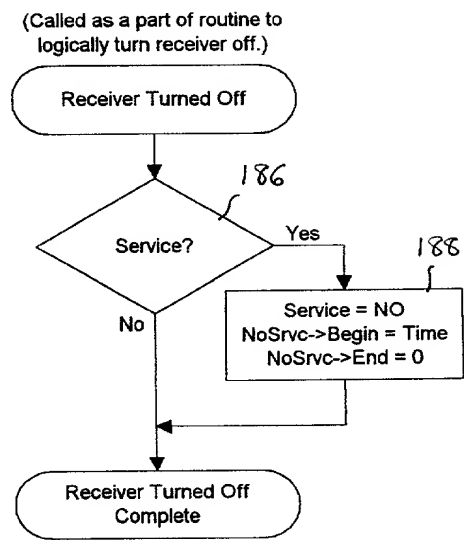 (Called as a part of routine to
logically turn receiver off.)
Receiver Turned Off
186
Service?
Yes
188
Service = NO
NoSrvc->Begin = Time
NoSrvc->End = 0
No
Receiver Turned Off
Complete